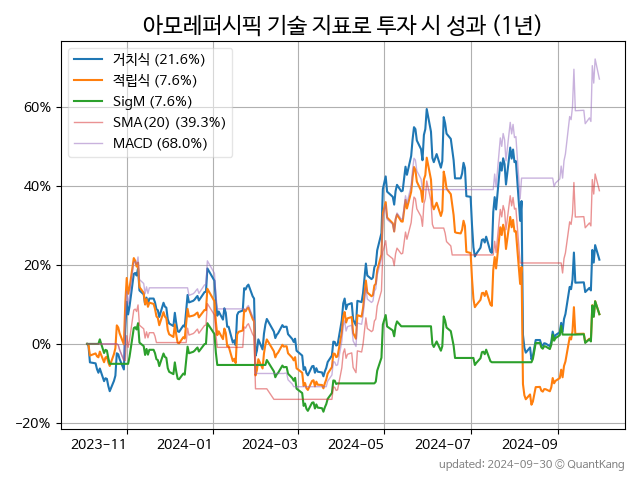 아모레퍼시픽 기술 지표로 투자 시 성과 (1년)
거치식 (21.6%)
적립식 (7.6%)
SigM (7.6%)
SMA(20) (39.3%)
MACD (68.0%)
60%
40%
20%
0%
−20%
2023-11 2024-01 2024-03 2024-05 2024-07 2024-09
updated: 2024-09-30 © QuantKang